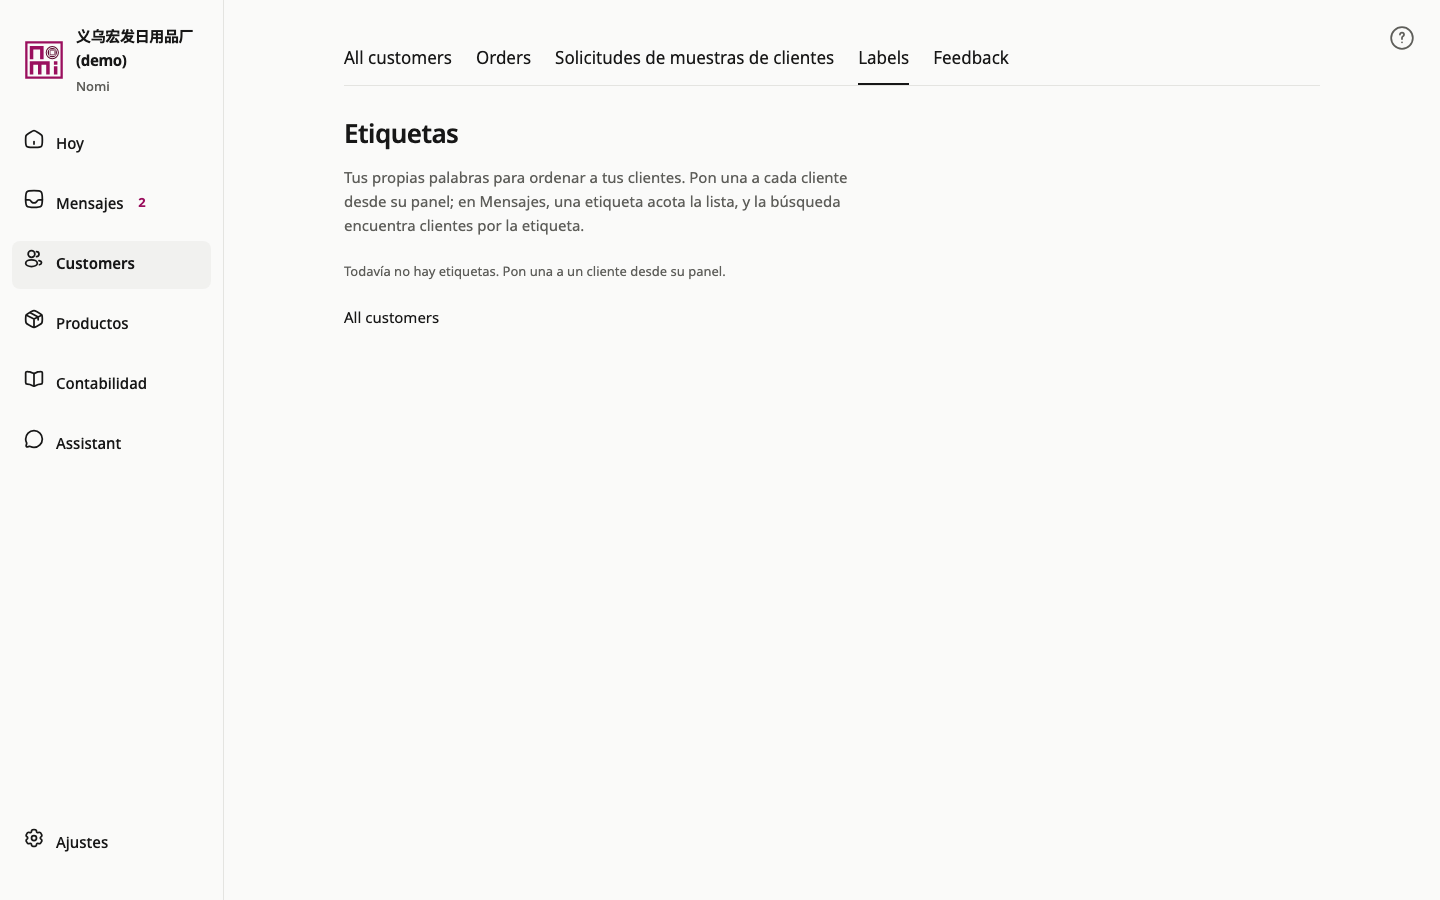 义乌宏发日用品厂
(demo)
Nomi
Hoy
Mensajes 2
Customers
Productos
Contabilidad
Assistant
Ajustes
All customers Orders Solicitudes de muestras de clientes Labels Feedback
Etiquetas
Tus propias palabras para ordenar a tus clientes. Pon una a cada cliente
desde su panel; en Mensajes, una etiqueta acota la lista, y la búsqueda
encuentra clientes por la etiqueta.
Todavía no hay etiquetas. Pon una a un cliente desde su panel.
All customers